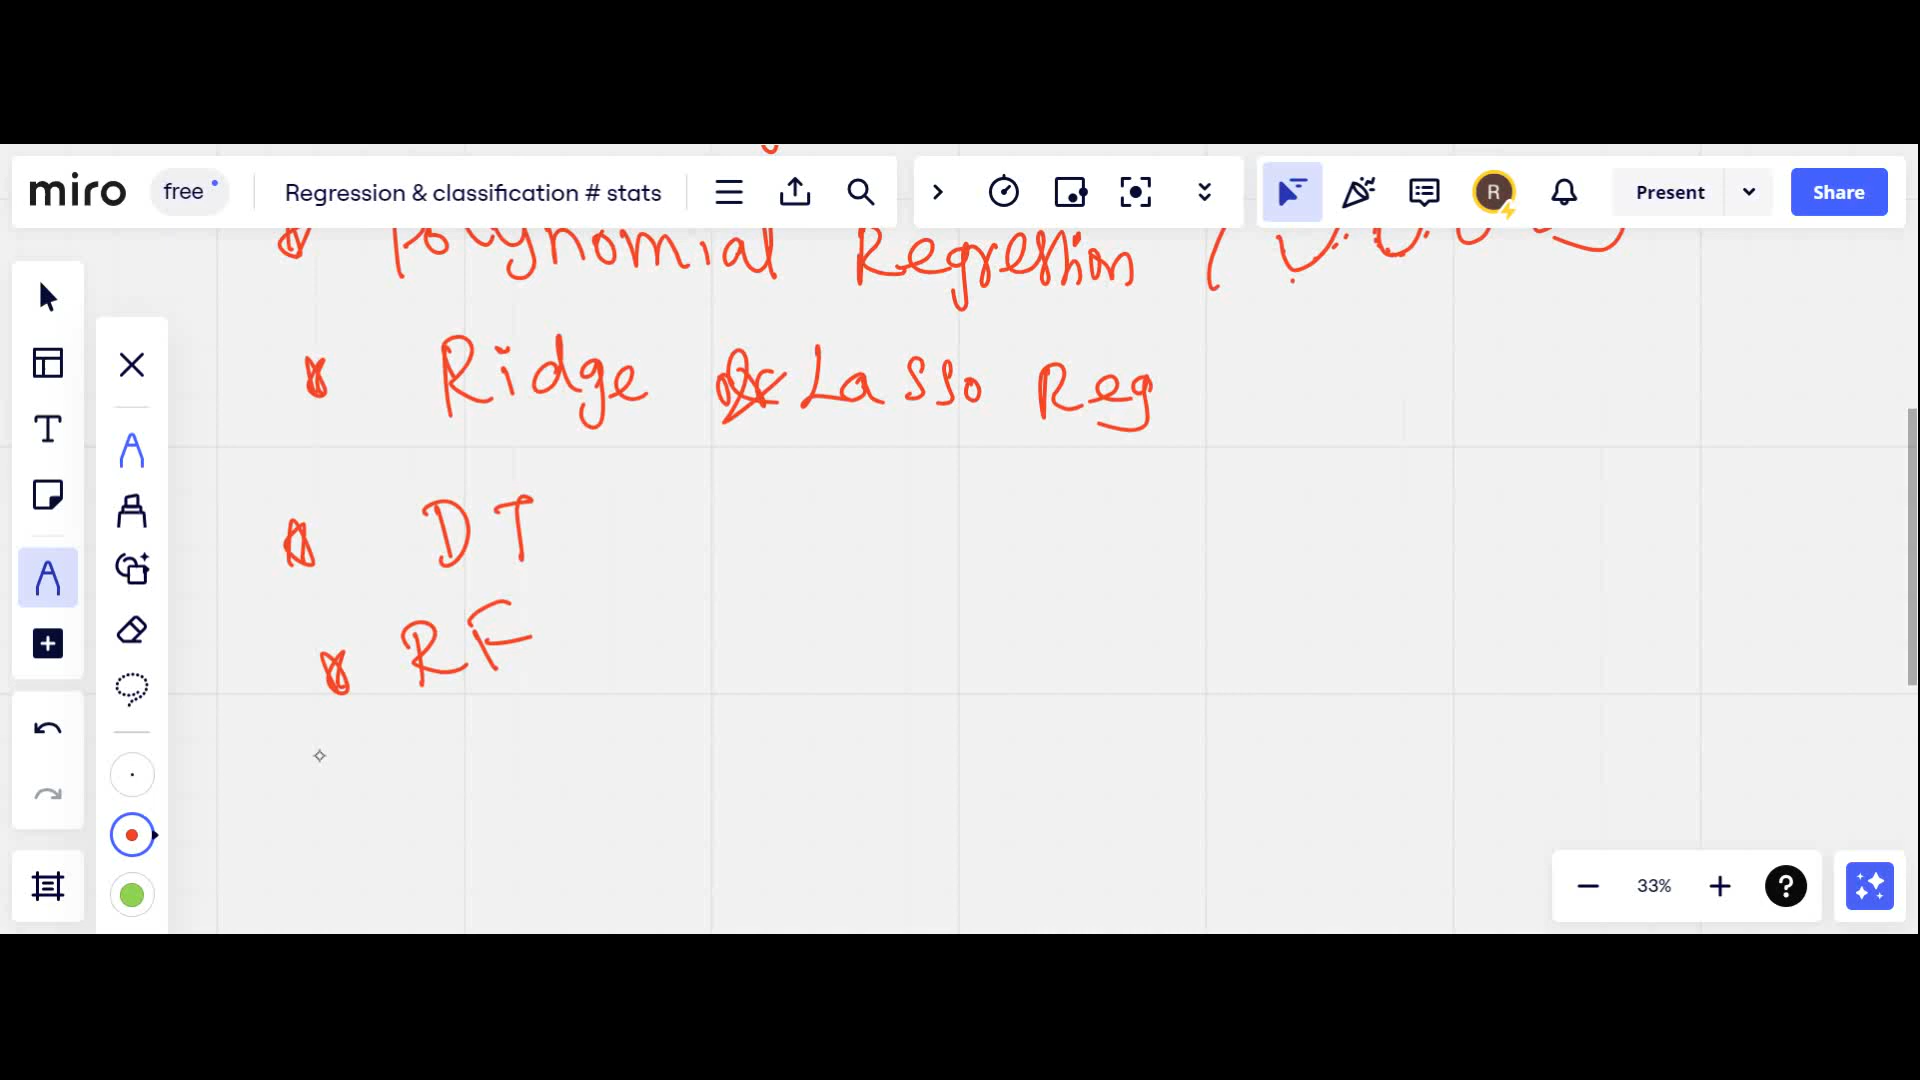 miro free Regression & classification # stats Present Share
Polynomial Regression (
Ridge & Lasso Reg
DT
RF
33%